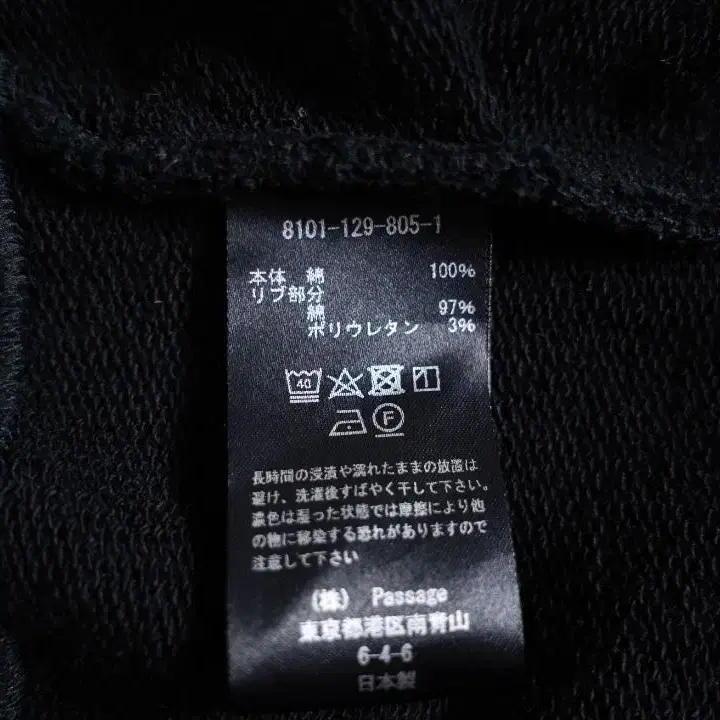 8101-129-805-1
本体 綿 100%
リブ部分
綿 97%
ポリウレタン 3%
40
F
長時間の浸漬や濡れたままの放置は
避け、洗濯後すばやく干して下さい。
濃色は湿った状態では摩擦により他
の物に移染する恐れがありますので
注意して下さい
(株) Passage
東京都港区南青山
6-4-6
日本製